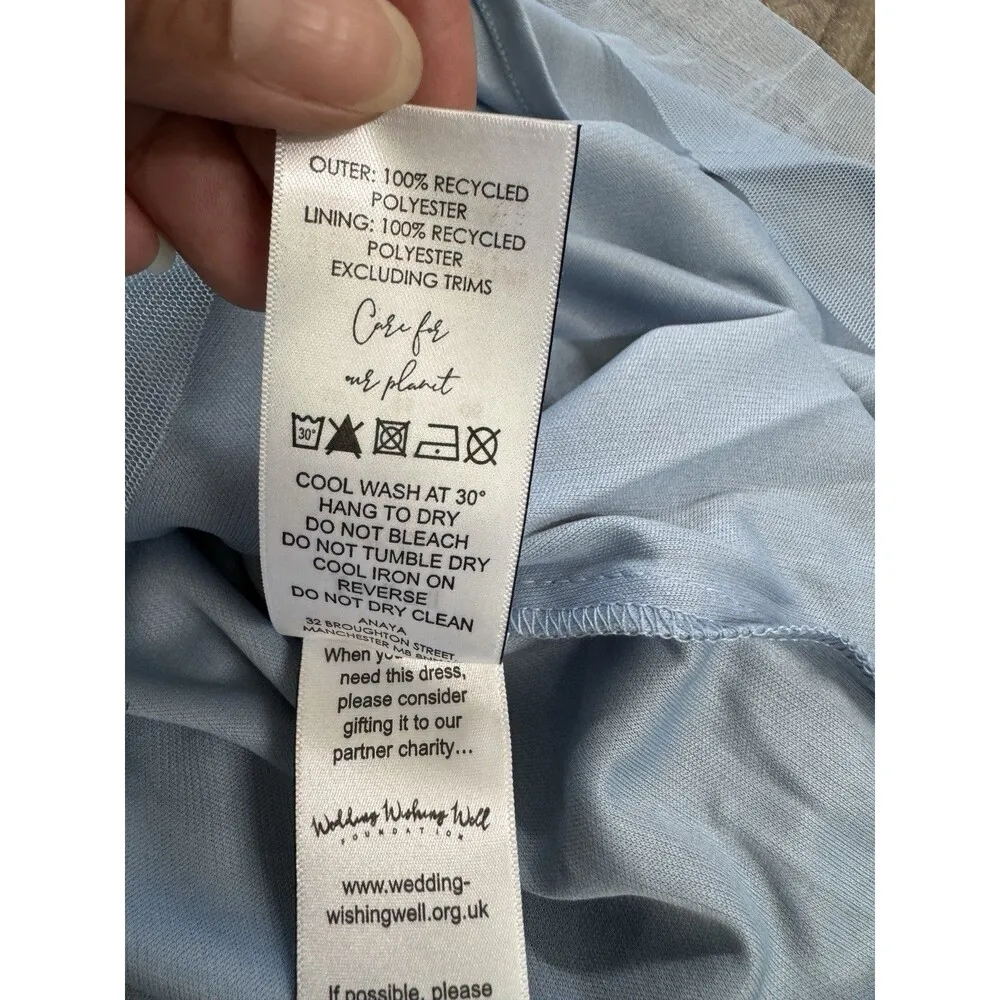 OUTER: 100% RECYCLED
POLYESTER
LINING: 100% RECYCLED
POLYESTER
EXCLUDING TRIMS
Care for
our planet
30°
COOL WASH AT 30°
HANG TO DRY
DO NOT BLEACH
DO NOT TUMBLE DRY
COOL IRON ON
REVERSE
DO NOT DRY CLEAN
ANAYA
32 BROUGHTON STREET
MANCHESTER M8
When
need this dress,
please consider
gifting it to our
partner charity...
Wedding Wishing Well
FOUNDATION
www.wedding-
wishingwell.org.uk
If possible, please